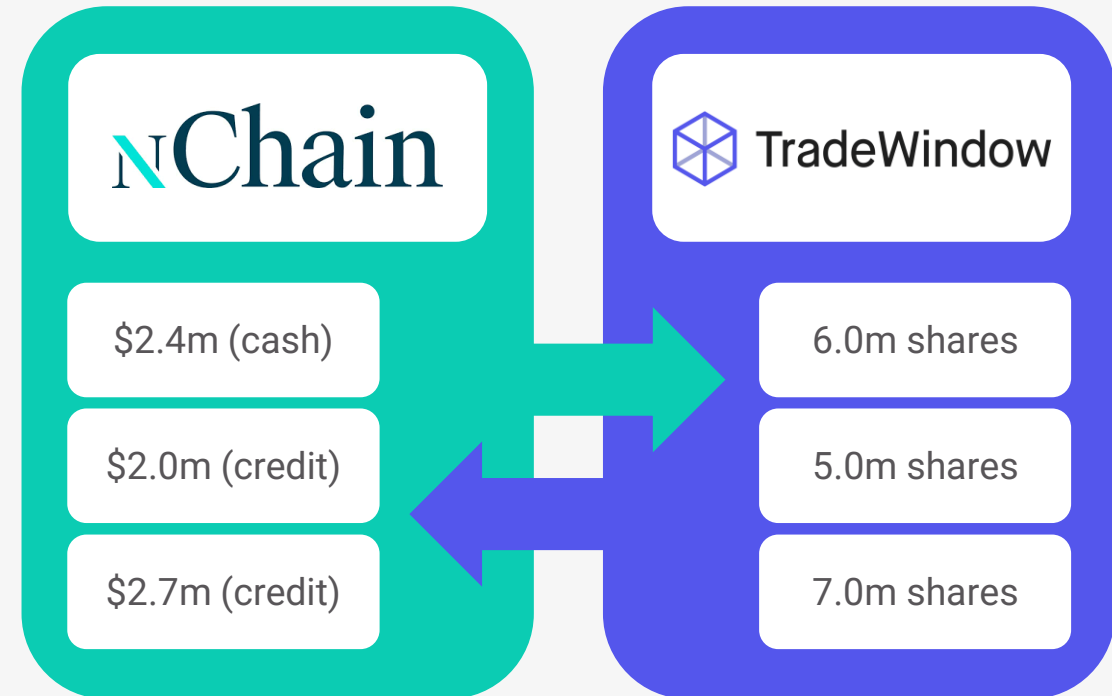 nChain
TradeWindow
$2.4m (cash)
6.0m shares
$2.0m (credit)
5.0m shares
$2.7m (credit)
7.0m shares